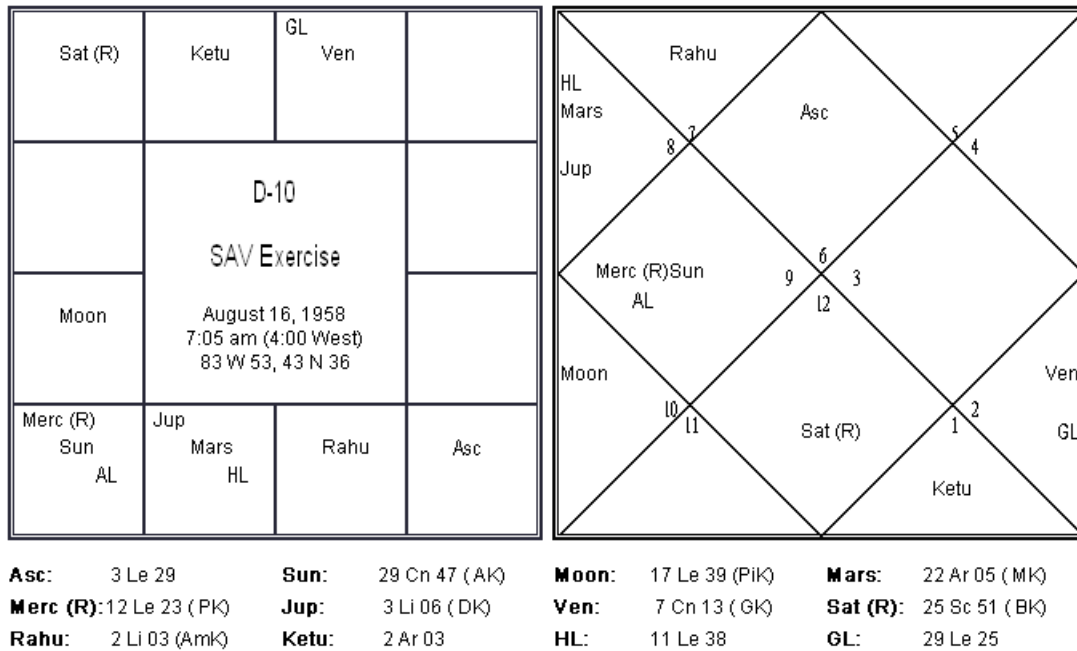 GL
Sat (R) Ketu Ven
D-10
SAV Exercise
August 16, 1958
7:05 am (4:00 West)
83 W 53, 43 N 36
Moon
Merc (R) Jup
Sun Mars Rahu Asc
AL HL
Rahu
HL
Mars
Asc
7 5
8 4
Jup
6
Merc (R)Sun 9 3
AL 12
Moon Ven
10 2
11 1
Sat (R) GL
Ketu
Asc: 3 Le 29 Sun: 29 Cn 47 (AK) Moon: 17 Le 39 (PiK) Mars: 22 Ar 05 (MK)
Merc (R): 12 Le 23 (PK) Jup: 3 Li 06 (DK) Ven: 7 Cn 13 (GK) Sat (R): 25 Sc 51 (BK)
Rahu: 2 Li 03 (AmK) Ketu: 2 Ar 03 HL: 11 Le 38 GL: 29 Le 25